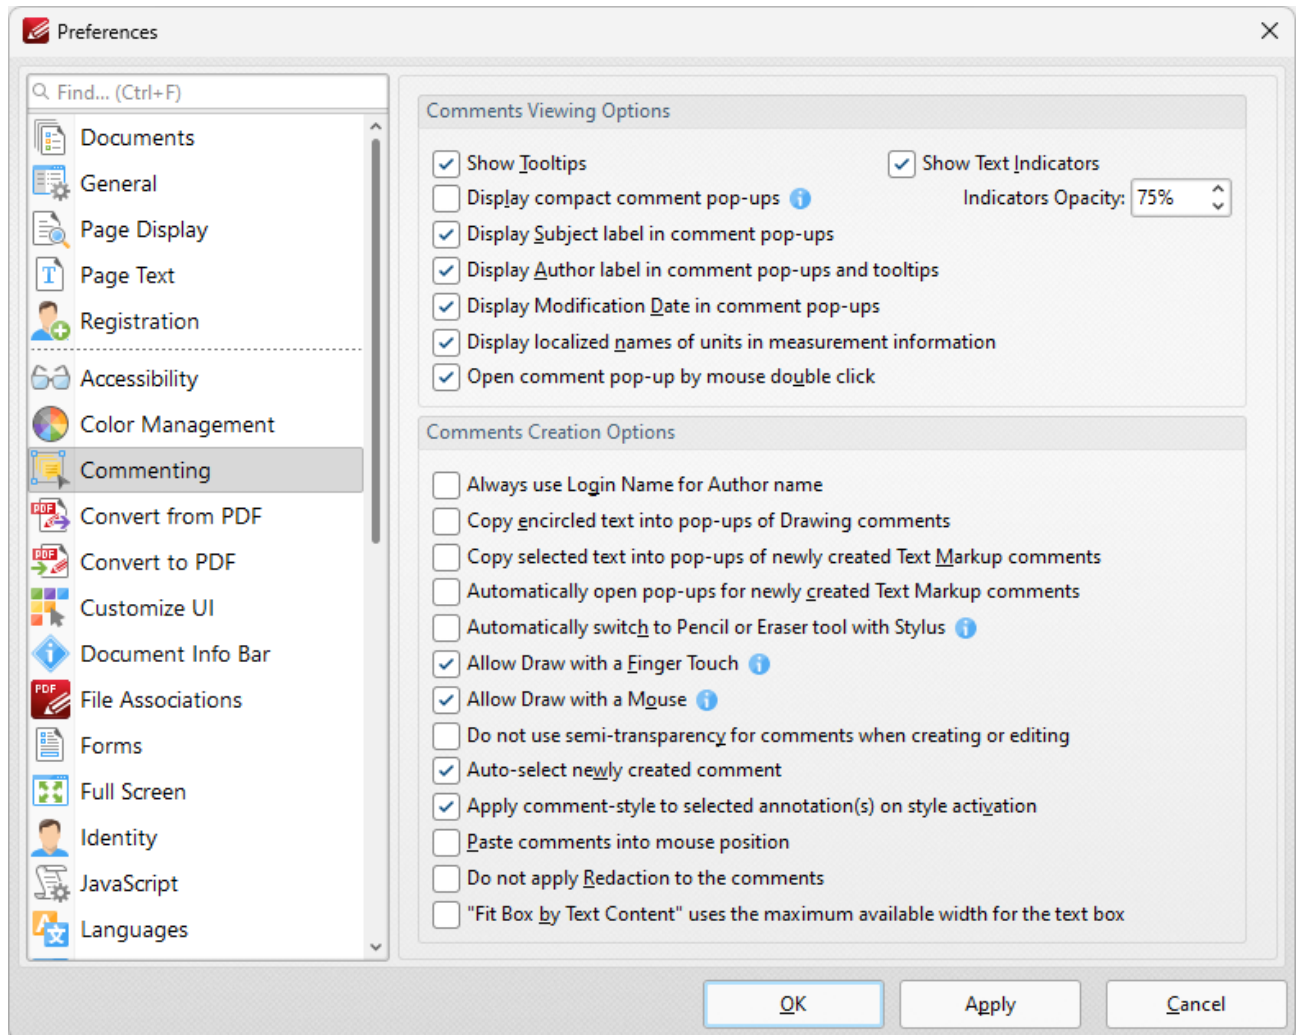 Preferences
Find... (Ctrl+F)
Documents
General
Page Display
Page Text
Registration
Accessibility
Color Management
Commenting
Convert from PDF
Convert to PDF
Customize UI
Document Info Bar
File Associations
Forms
Full Screen
Identity
JavaScript
Languages
Comments Viewing Options
Show Tooltips
Show Text Indicators
Display compact comment pop-ups
Indicators Opacity: 75%
Display Subject label in comment pop-ups
Display Author label in comment pop-ups and tooltips
Display Modification Date in comment pop-ups
Display localized names of units in measurement information
Open comment pop-up by mouse double click
Comments Creation Options
Always use Login Name for Author name
Copy encircled text into pop-ups of Drawing comments
Copy selected text into pop-ups of newly created Text Markup comments
Automatically open pop-ups for newly created Text Markup comments
Automatically switch to Pencil or Eraser tool with Stylus
Allow Draw with a Finger Touch
Allow Draw with a Mouse
Do not use semi-transparency for comments when creating or editing
Auto-select newly created comment
Apply comment-style to selected annotation(s) on style activation
Paste comments into mouse position
Do not apply Redaction to the comments
"Fit Box by Text Content" uses the maximum available width for the text box
OK
Apply
Cancel